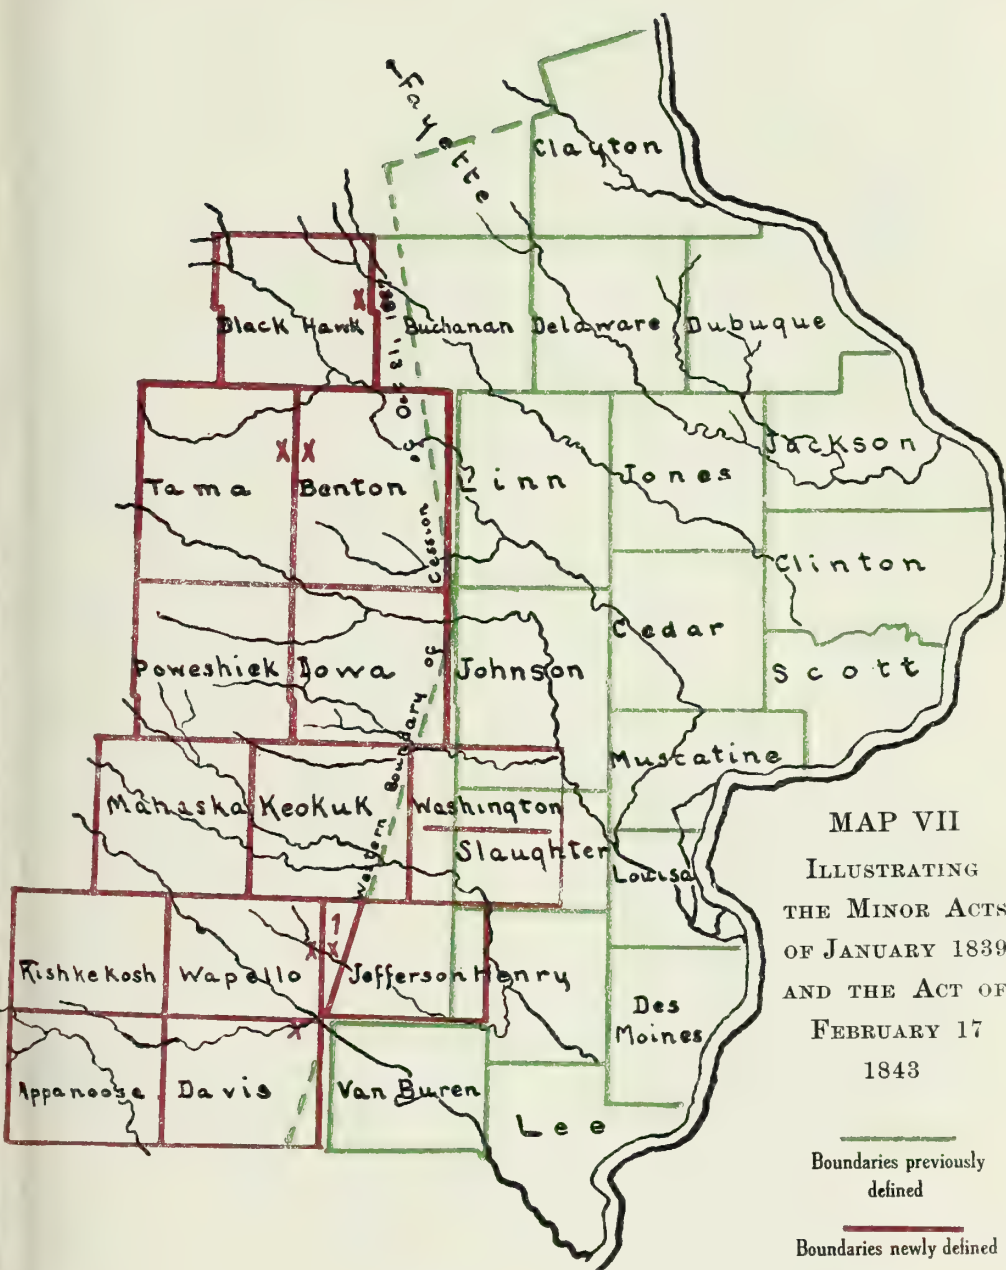 Fayette
Clayton
Black Hawk
X
Buchanan
Delaware
Dubuque
Western Boundary of Cession of Oct. 21, 1837
Tama
X X
Benton
Linn
Jones
Jackson
Clinton
Poweshiek
Iowa
Johnson
Cedar
Scott
Mahaska
Keokuk
Washington
Slaughter
Muscatine
Louisa
Kishkekosh
Wapello
X
1
X
Jefferson
Henry
Des
Moines
Appanoose
Davis
X
Van Buren
Lee
MAP VII
ILLUSTRATING
THE MINOR ACTS
OF JANUARY 1839
AND THE ACT OF
FEBRUARY 17
1843
Boundaries previously
defined
Boundaries newly defined